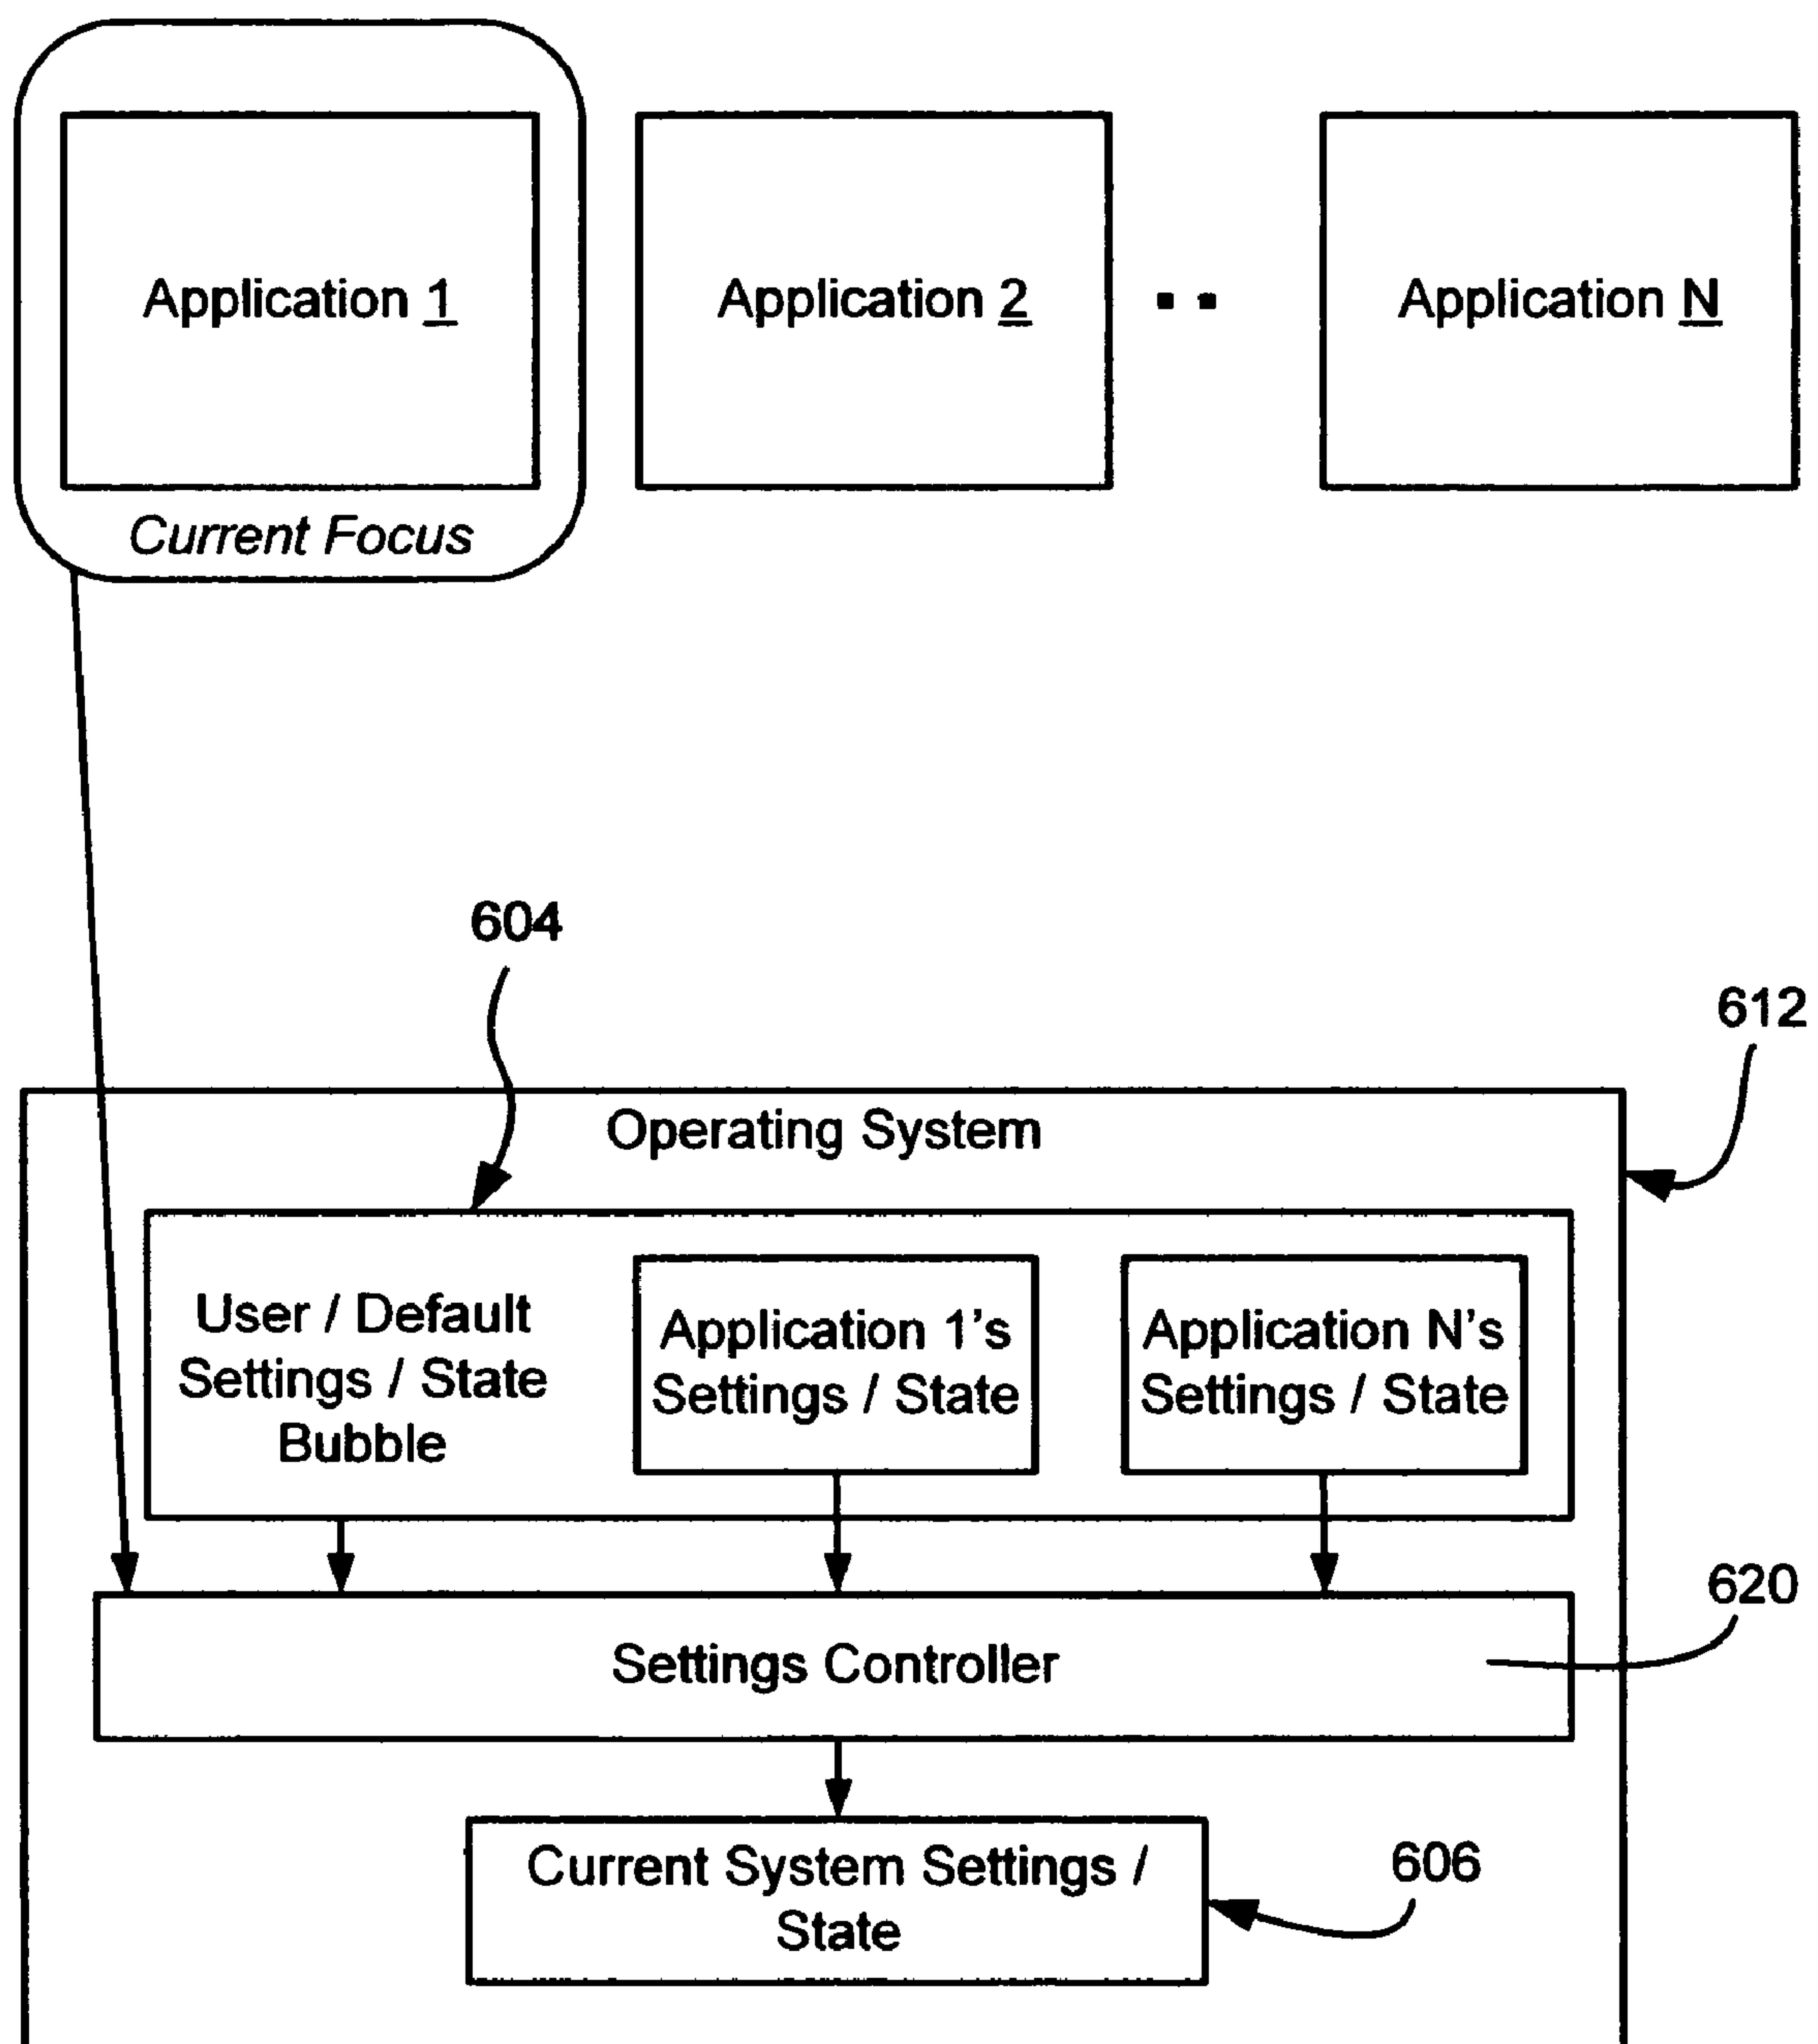 Application 1
Application 2
Application N
Current Focus
604
612
Operating System
User / Default
Settings / State
Bubble
Application 1's
Settings / State
Application N's
Settings / State
620
Settings Controller
Current System Settings /
State
606